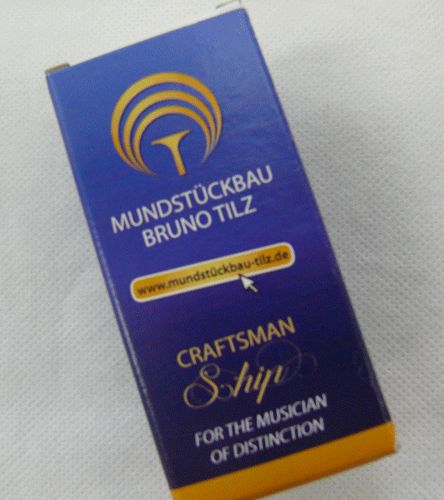 MUNDSTÜCKBAU
BRUNO TILZ
www.mundstückbau-tilz.de
CRAFTSMAN
Ship
FOR THE MUSICIAN
OF DISTINCTION